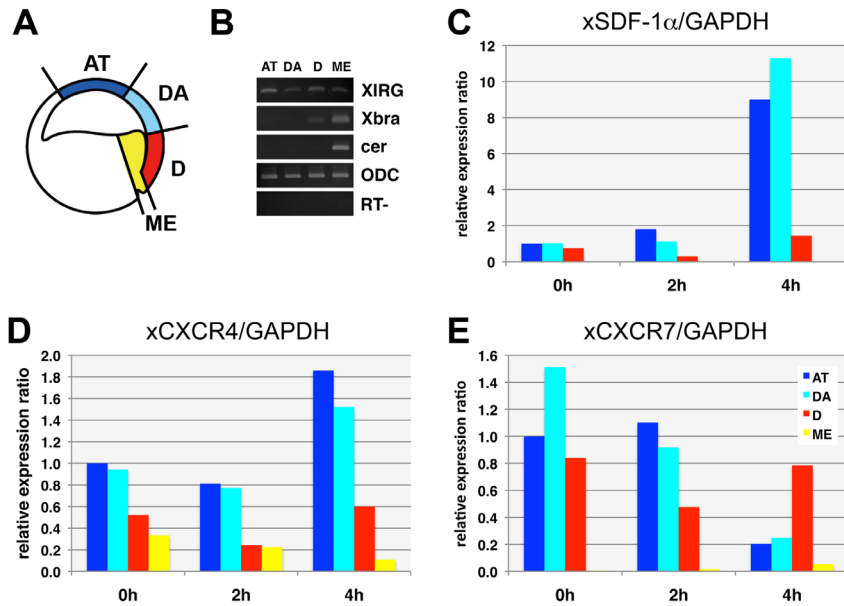 A
AT
DA
D
ME
B
AT DA D ME
XIRG
Xbra
cer
ODC
RT-
C
xSDF-1α/GAPDH
relative expression ratio
12
10
8
6
4
2
0
0h 2h 4h
D
xCXCR4/GAPDH
relative expression ratio
2.0
1.8
1.6
1.4
1.2
1.0
0.8
0.6
0.4
0.2
0.0
0h 2h 4h
E
xCXCR7/GAPDH
relative expression ratio
1.6
1.4
1.2
1.0
0.8
0.6
0.4
0.2
0.0
0h 2h 4h
AT
DA
D
ME